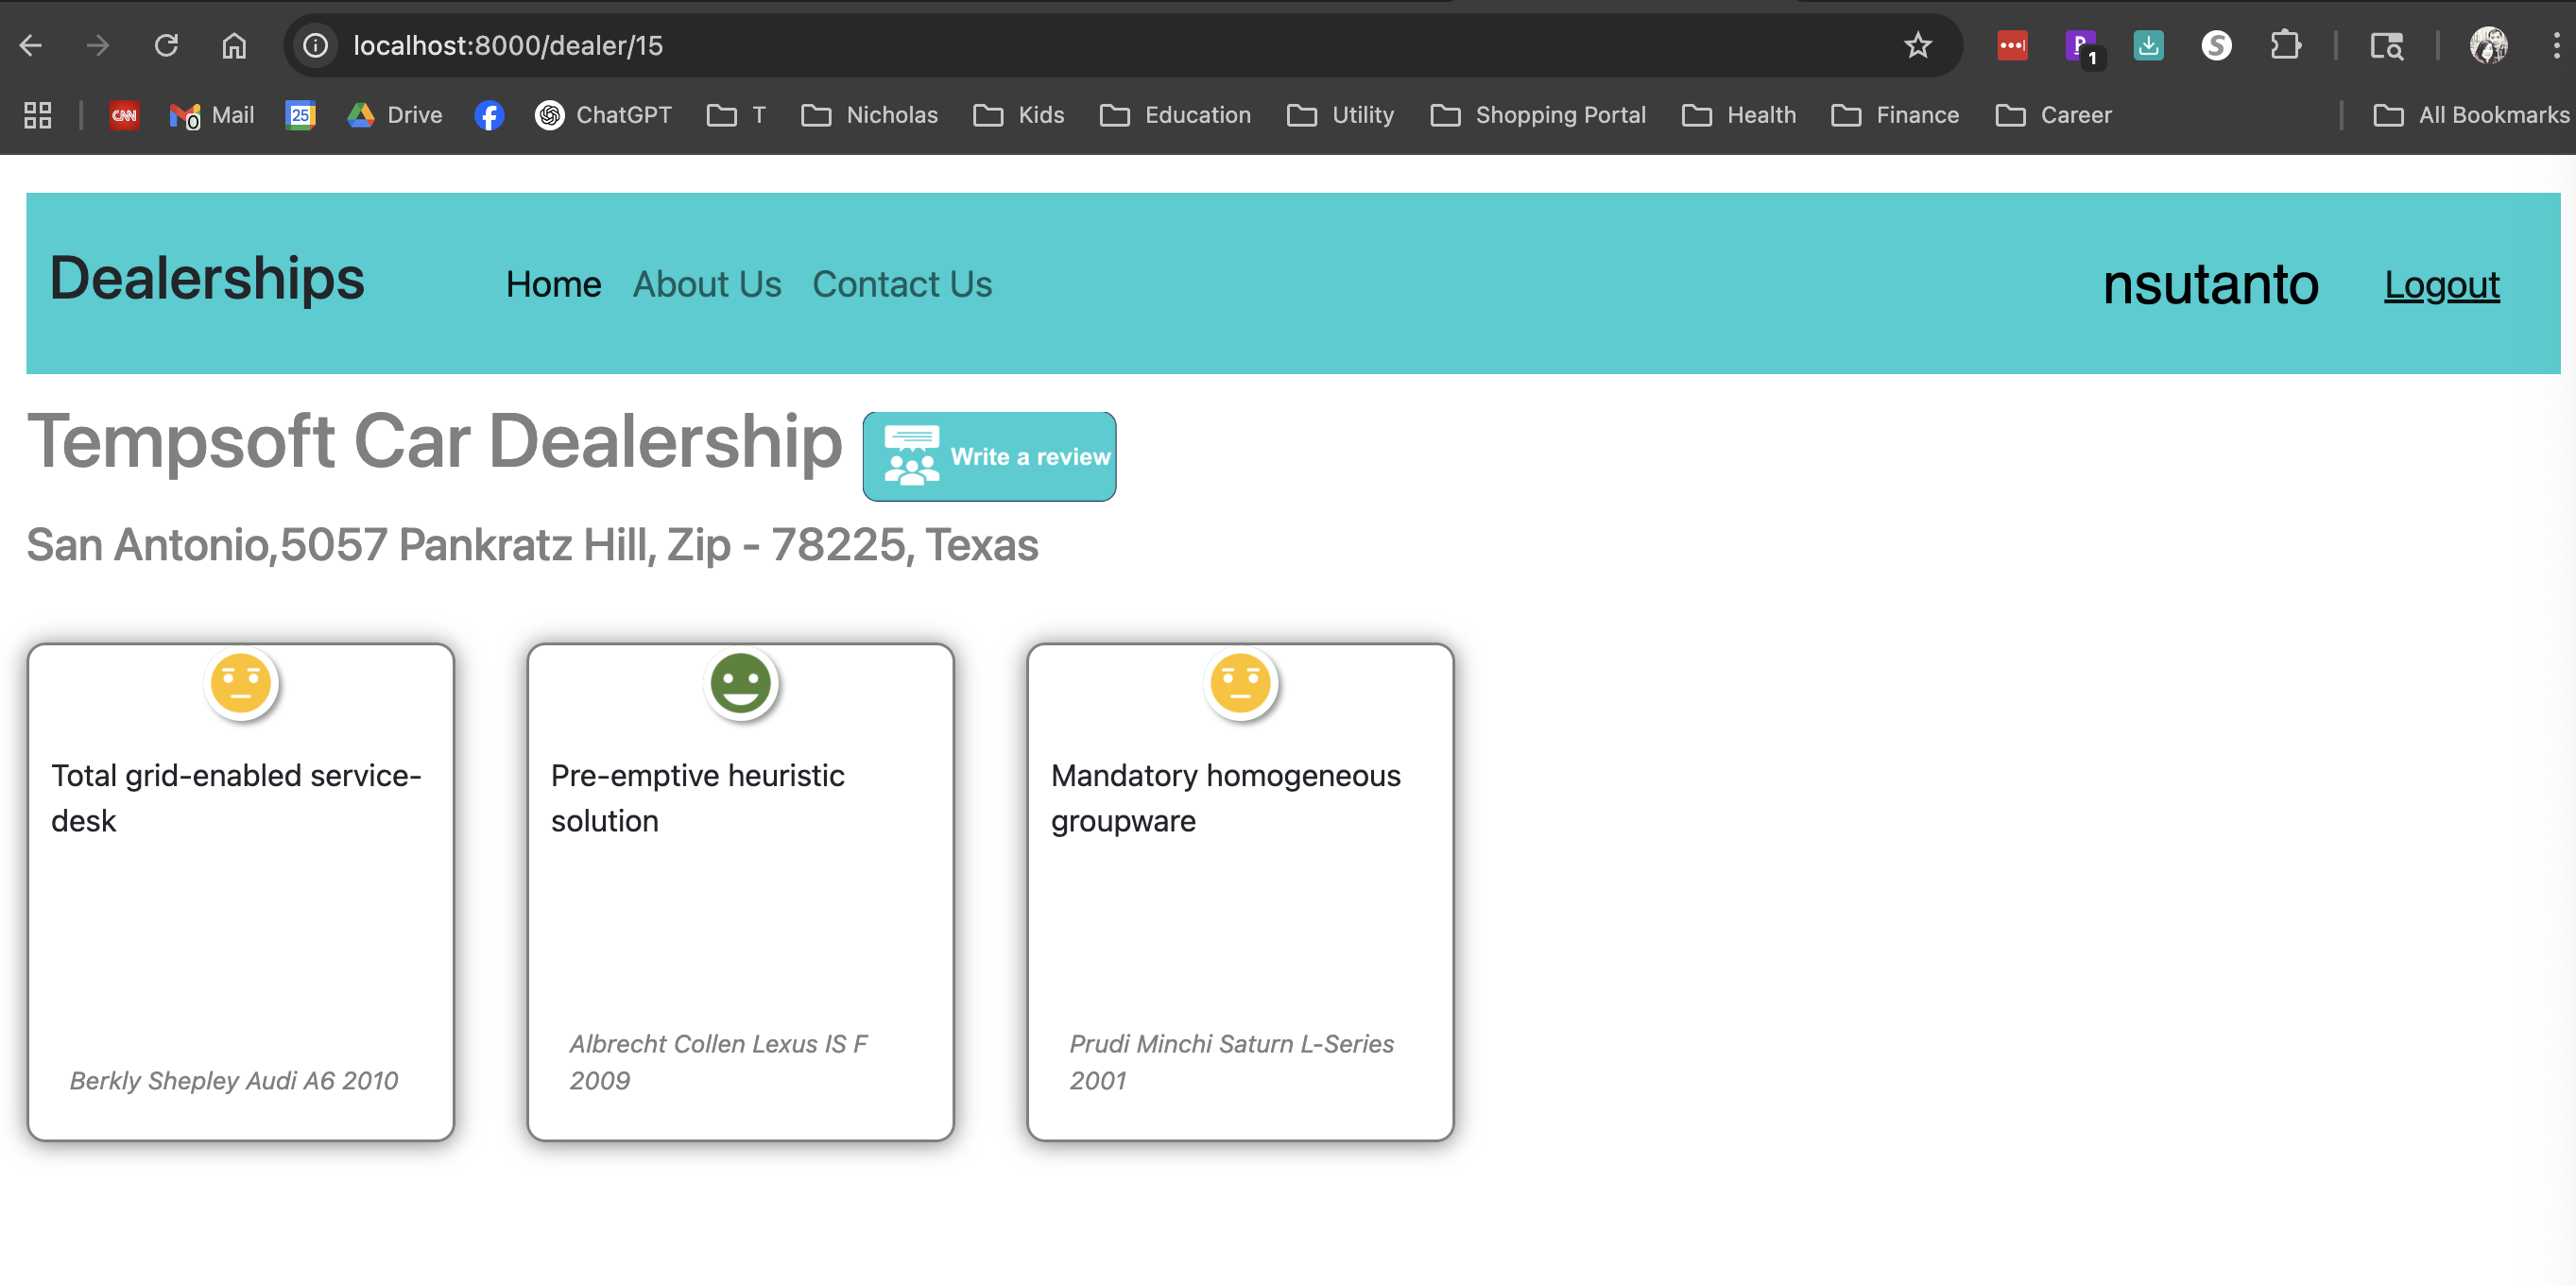 localhost:8000/dealer/15
1
CNN
0 Mail
25
Drive
ChatGPT
T
Nicholas
Kids
Education
Utility
Shopping Portal
Health
Finance
Career
All Bookmarks
Dealerships
Home About Us Contact Us
nsutanto Logout
Tempsoft Car Dealership
Write a review
San Antonio,5057 Pankratz Hill, Zip - 78225, Texas
Total grid-enabled service-
desk
Berkly Shepley Audi A6 2010
Pre-emptive heuristic
solution
Albrecht Collen Lexus IS F
2009
Mandatory homogeneous
groupware
Prudi Minchi Saturn L-Series
2001